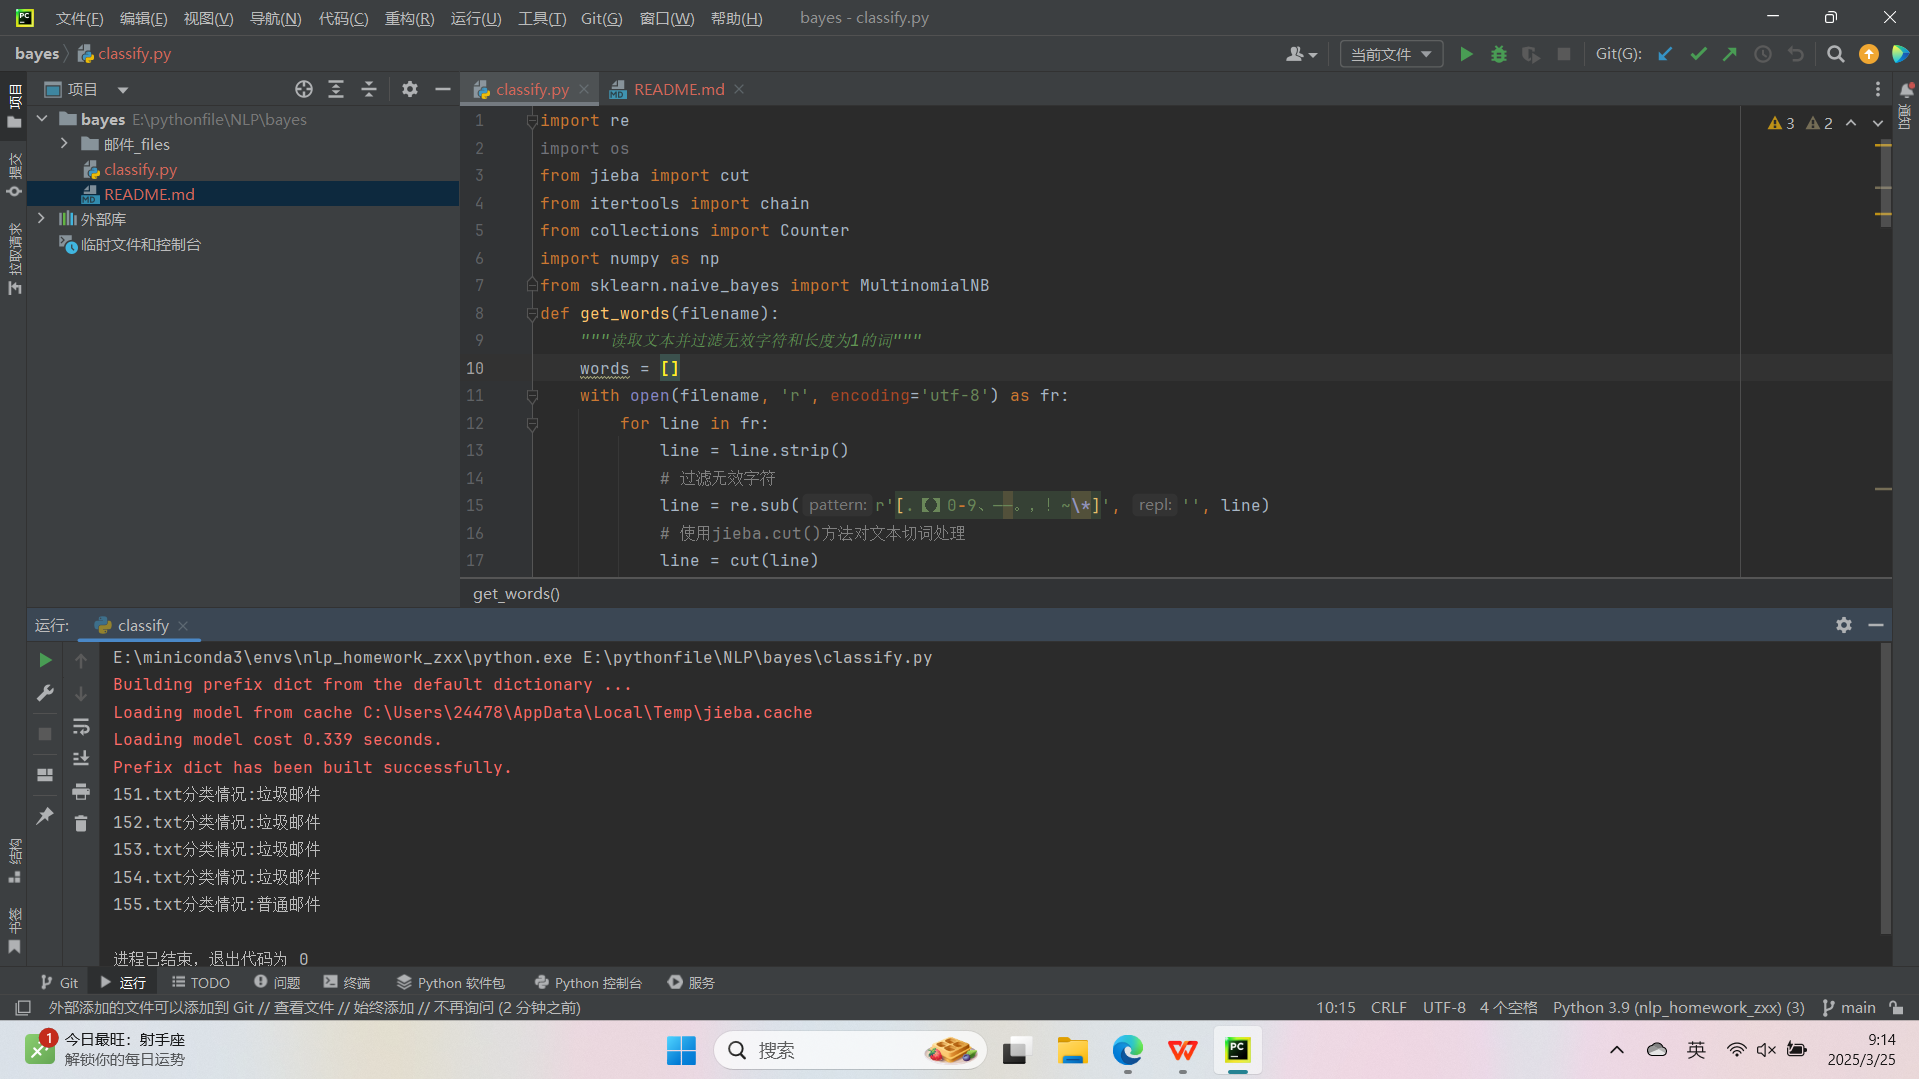 文件(F) 编辑(E) 视图(V) 导航(N) 代码(C) 重构(R) 运行(U) 工具(T) Git(G) 窗口(W) 帮助(H) bayes - classify.py
bayes classify.py 当前文件 Git(G):
项目
classify.py README.md
bayes E:\pythonfile\NLP\bayes
邮件_files
classify.py
README.md
外部库
临时文件和控制台
项目
提交
拉取请求
结构
书签
通知
3 2
1 import re
2 import os
3 from jieba import cut
4 from itertools import chain
5 from collections import Counter
6 import numpy as np
7 from sklearn.naive_bayes import MultinomialNB
8 def get_words(filename):
9 """读取文本并过滤无效字符和长度为1的词"""
10 words = []
11 with open(filename, 'r', encoding='utf-8') as fr:
12 for line in fr:
13 line = line.strip()
14 # 过滤无效字符
15 line = re.sub( pattern: r'[.【】0-9、——。，！~\*]', repl: '', line)
16 # 使用jieba.cut()方法对文本切词处理
17 line = cut(line)
get_words()
运行: classify
E:\miniconda3\envs\nlp_homework_zxx\python.exe E:\pythonfile\NLP\bayes\classify.py
Building prefix dict from the default dictionary ...
Loading model from cache C:\Users\24478\AppData\Local\Temp\jieba.cache
Loading model cost 0.339 seconds.
Prefix dict has been built successfully.
151.txt分类情况:垃圾邮件
152.txt分类情况:垃圾邮件
153.txt分类情况:垃圾邮件
154.txt分类情况:垃圾邮件
155.txt分类情况:普通邮件
进程已结束，退出代码为 0
Git 运行 TODO 问题 终端 Python 软件包 Python 控制台 服务
外部添加的文件可以添加到 Git // 查看文件 // 始终添加 // 不再询问 (2 分钟之前) 10:15 CRLF UTF-8 4 个空格 Python 3.9 (nlp_homework_zxx) (3) main
1 今日最旺：射手座
解锁你的每日运势
搜索
英
9:14
2025/3/25